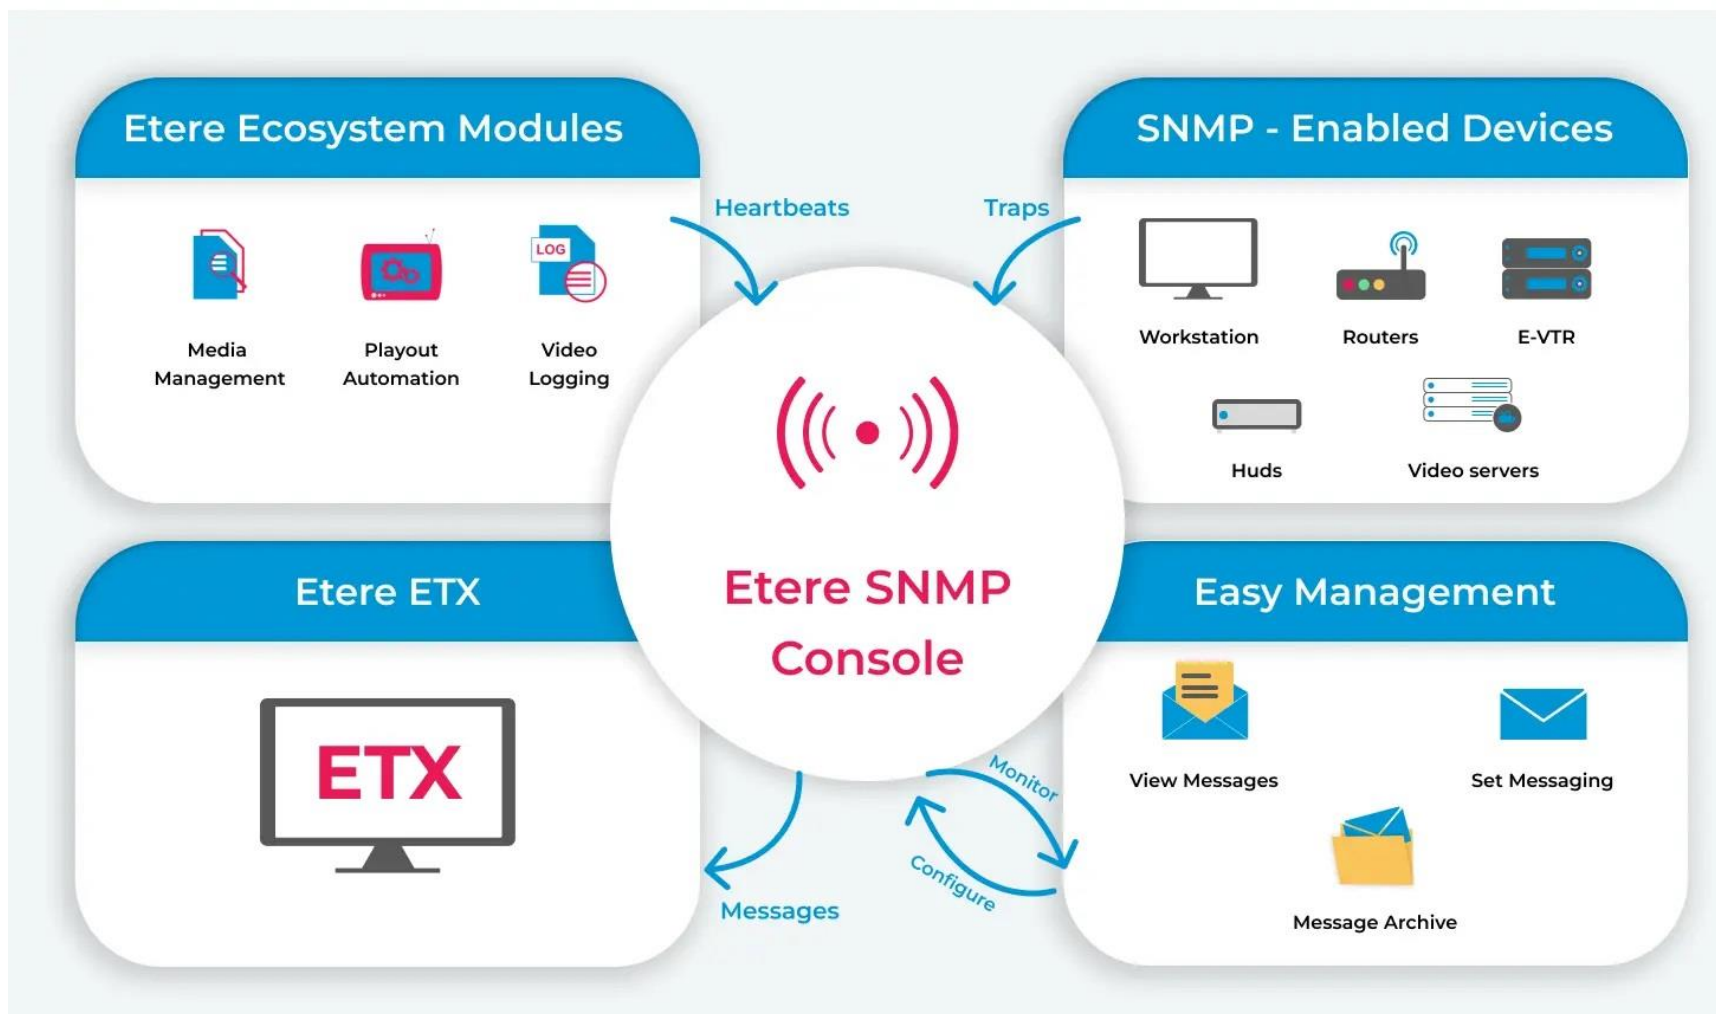 Etere Ecosystem Modules
Media
Management
Playout
Automation
LOG
Video
Logging
Heartbeats
Traps
SNMP - Enabled Devices
Workstation
Routers
E-VTR
Huds
Video servers
Etere SNMP
Console
Etere ETX
ETX
Messages
Monitor
Configure
Easy Management
View Messages
Set Messaging
Message Archive